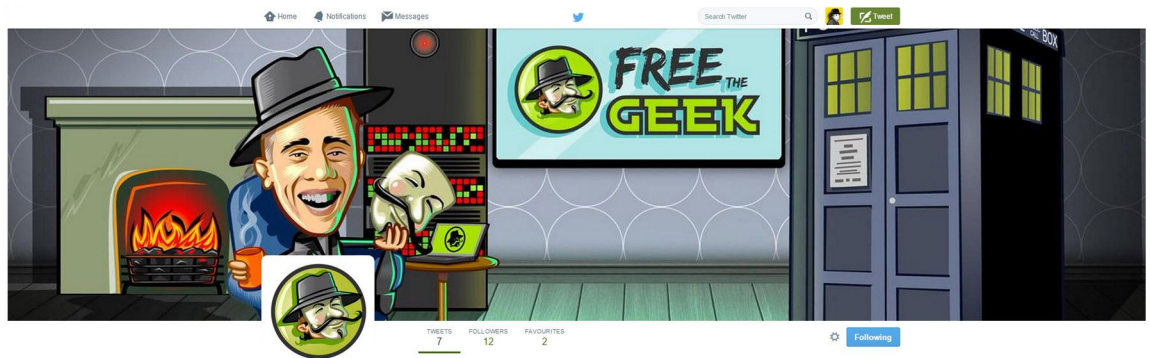 Home
Notifications
Messages
Search Twitter
Tweet
FREE
THE
GEEK
BOX
TWEETS
7
FOLLOWERS
12
FAVOURITES
2
Following